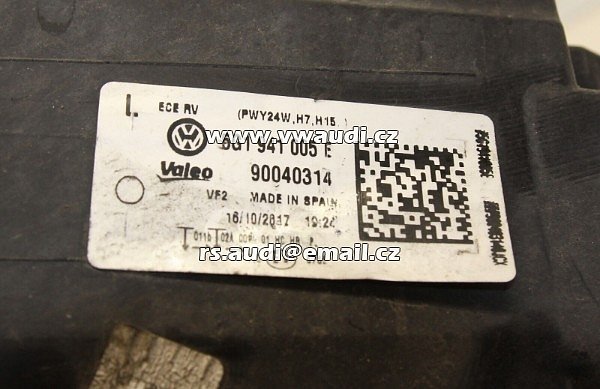 L ECE RV (PWY24W,H7,H15, )
www.vwaudi.cz
941 005 E
Valeo 90040314
VF2 MADE IN SPAIN
16/10/2017 19:24
rs.audi@email.cz